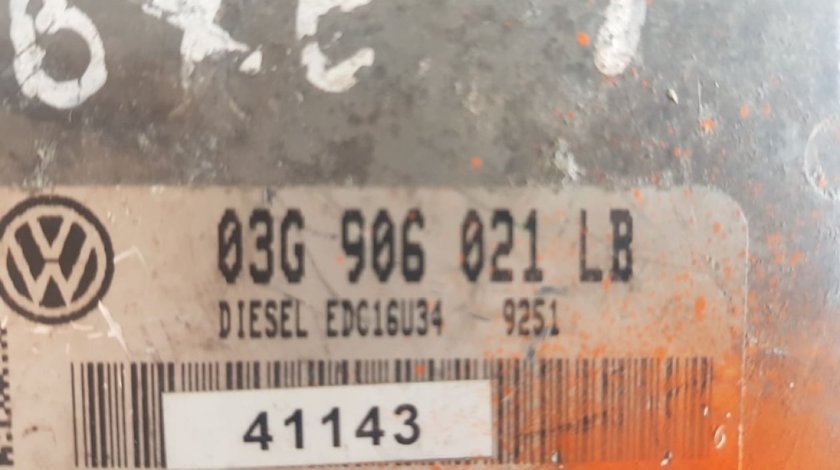 03G 906 021 LB
DIESEL EDC16U34 9251
41143